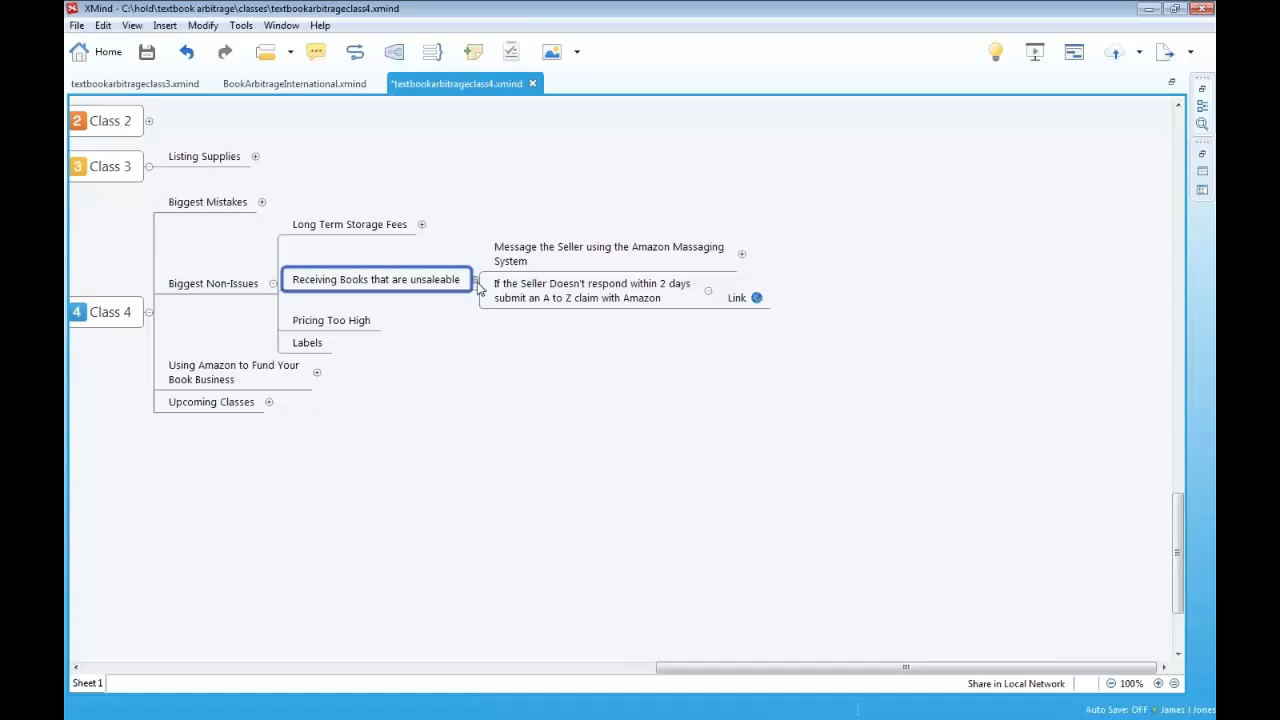 XMind - C:\hold\textbook arbitrage\classes\textbookarbitrageclass4.xmind
File Edit View Insert Modify Tools Window Help
Home
textbookarbitrageclass3.xmind BookArbitrageInternational.xmind *textbookarbitrageclass4.xmind
2 Class 2
3 Class 3
Listing Supplies
4 Class 4
Biggest Mistakes
Biggest Non-Issues
Long Term Storage Fees
Receiving Books that are unsaleable
Message the Seller using the Amazon Massaging
System
If the Seller Doesn't respond within 2 days
submit an A to Z claim with Amazon
Link
Pricing Too High
Labels
Using Amazon to Fund Your
Book Business
Upcoming Classes
Sheet 1
Share in Local Network
100%
Auto Save: OFF
James J Jones